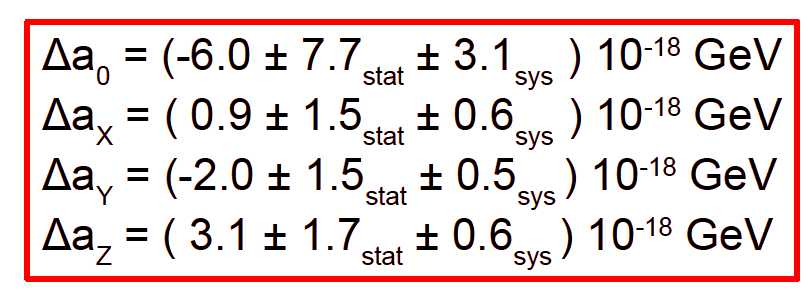 Δa₀ = (-6.0 ± 7.7stat ± 3.1sys ) 10⁻¹⁸ GeV
ΔaX = ( 0.9 ± 1.5stat ± 0.6sys ) 10⁻¹⁸ GeV
ΔaY = (-2.0 ± 1.5stat ± 0.5sys ) 10⁻¹⁸ GeV
ΔaZ = ( 3.1 ± 1.7stat ± 0.6sys ) 10⁻¹⁸ GeV